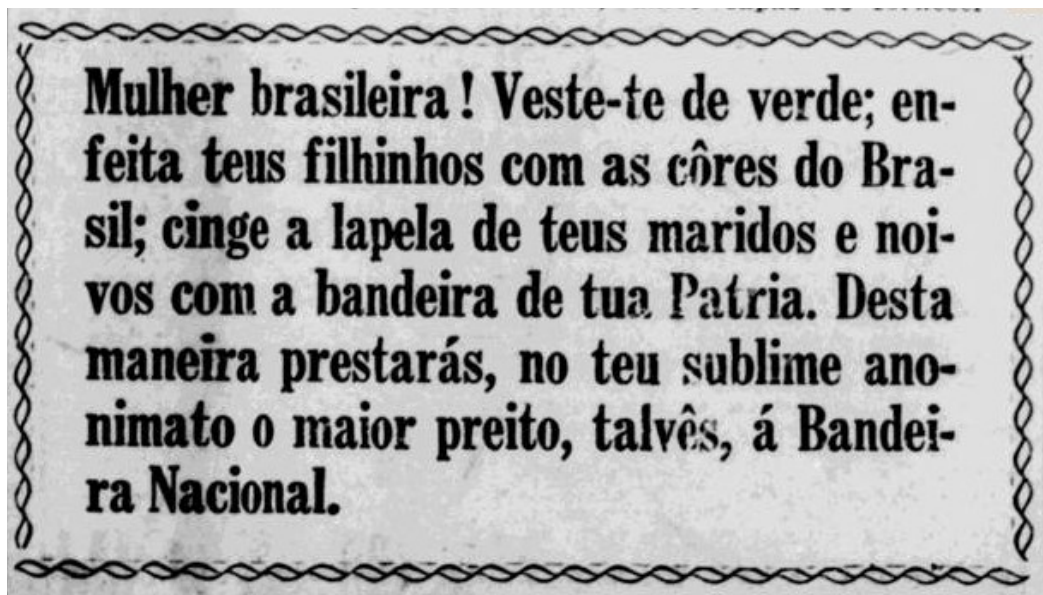 Mulher brasileira! Veste-te de verde; en-
feita teus filhinhos com as côres do Bra-
sil; cinge a lapela de teus maridos e noi-
vos com a bandeira de tua Patria. Desta
maneira prestarás, no teu sublime ano-
nimato o maior preito, talvês, á Bandei-
ra Nacional.